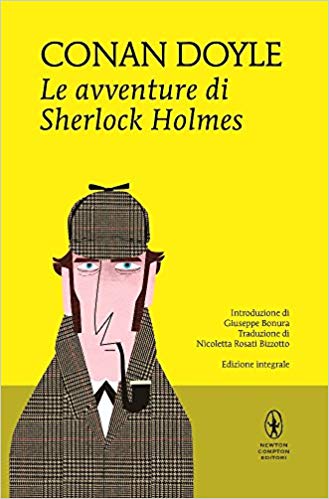 CONAN DOYLE
Le avventure di
Sherlock Holmes
Introduzione di
Giuseppe Bonura
Traduzione di
Nicoletta Rosati Bizzotto
Edizione integrale
NEWTON
COMPTON
EDITORI